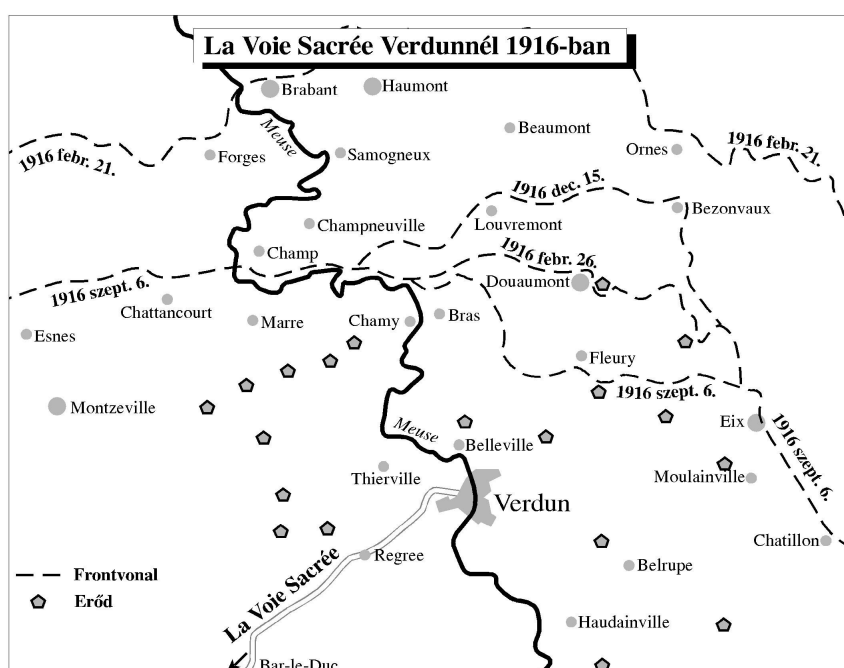 La Voie Sacrée Verdunnél 1916-ban
Brabant
Haumont
Meuse
Beaumont
1916 febr. 21.
Forges
Samogneux
Ornes
1916 febr. 21.
1916 dec. 15.
Champneuville
Louvremont
Bezonvaux
Champ
1916 febr. 26.
1916 szept. 6.
Douaumont
Chattancourt
Esnes
Marre
Chamy
Bras
Fleury
1916 szept. 6.
Montzeville
Meuse
Eix
1916 szept. 6.
Belleville
Thierville
Moulainville
Verdun
Chatillon
Regree
Belrupe
Frontvonal
Erőd
La Voie Sacrée
Haudainville
Bar-le-Duc